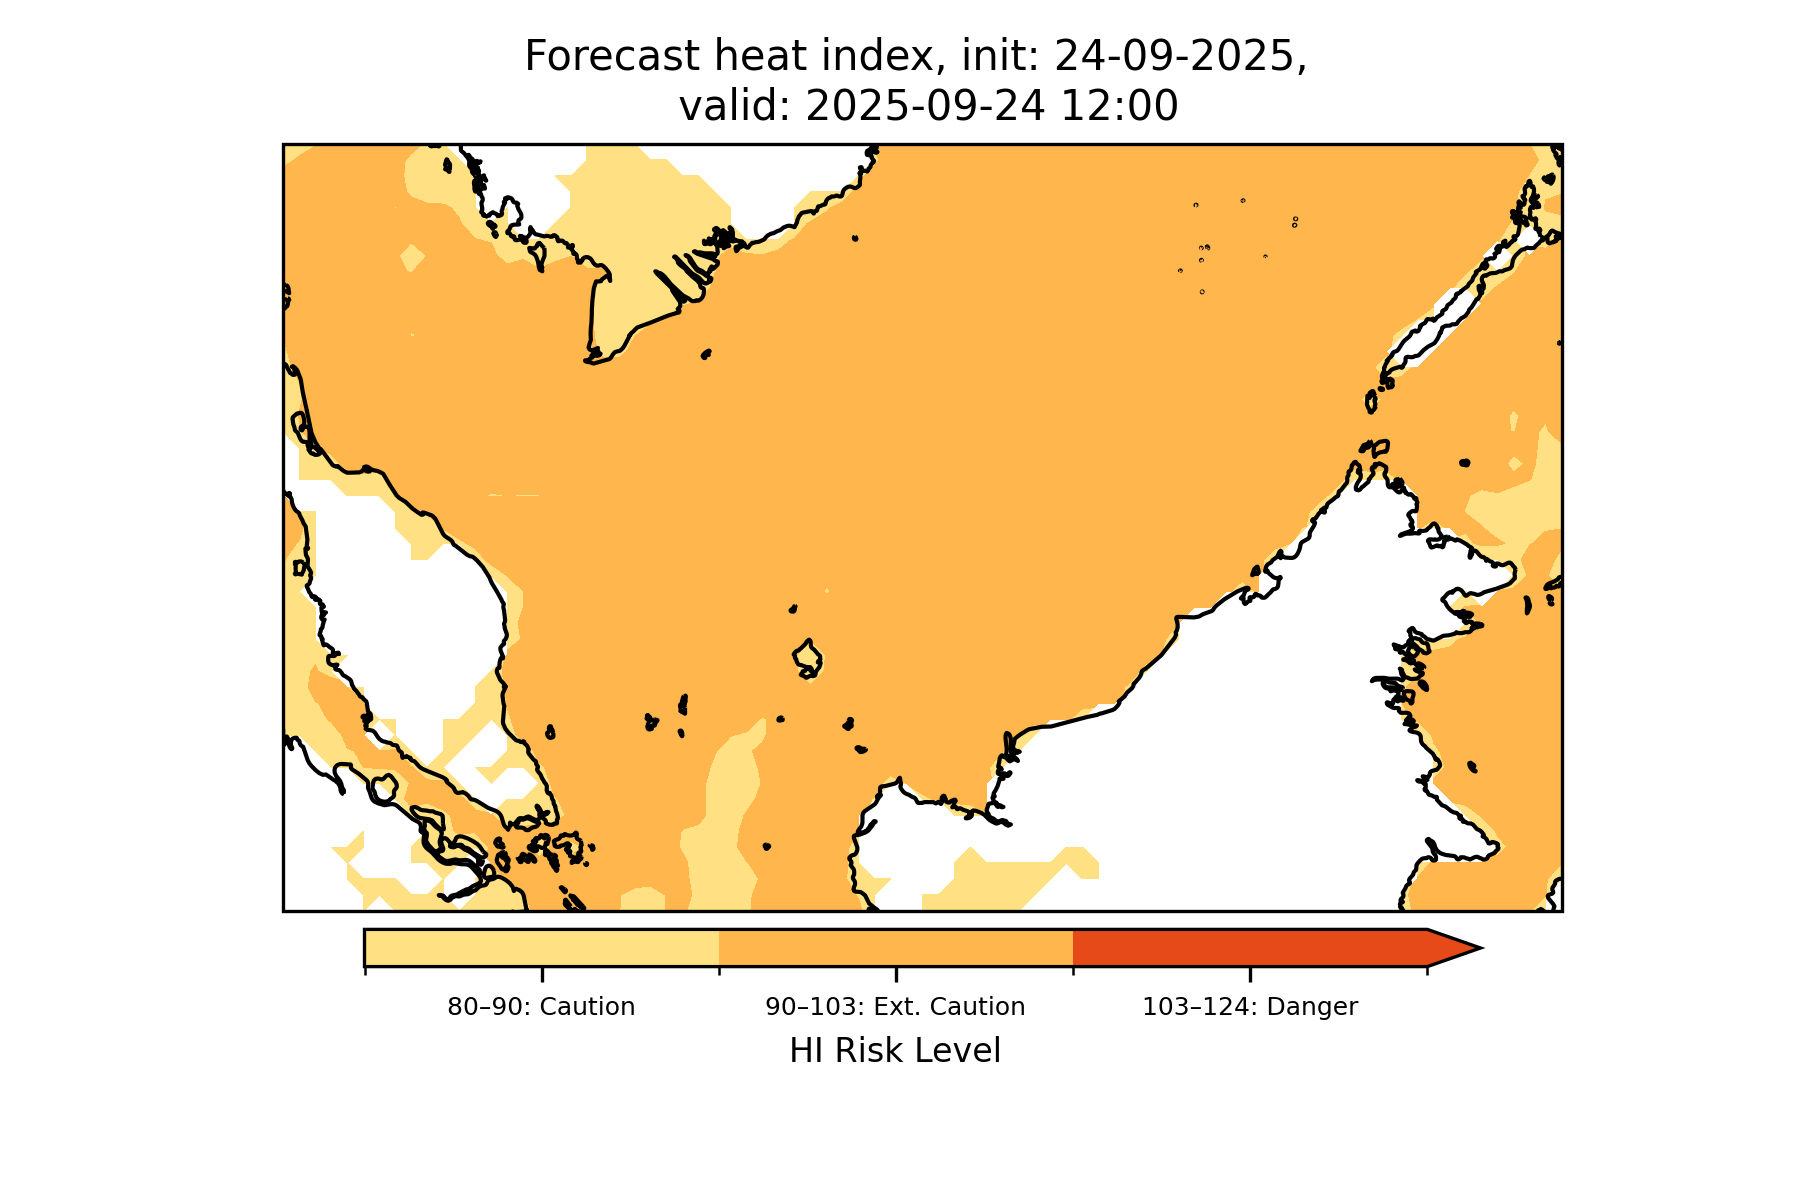 Forecast heat index, init: 24-09-2025,
valid: 2025-09-24 12:00
80–90: Caution
90–103: Ext. Caution
103–124: Danger
HI Risk Level